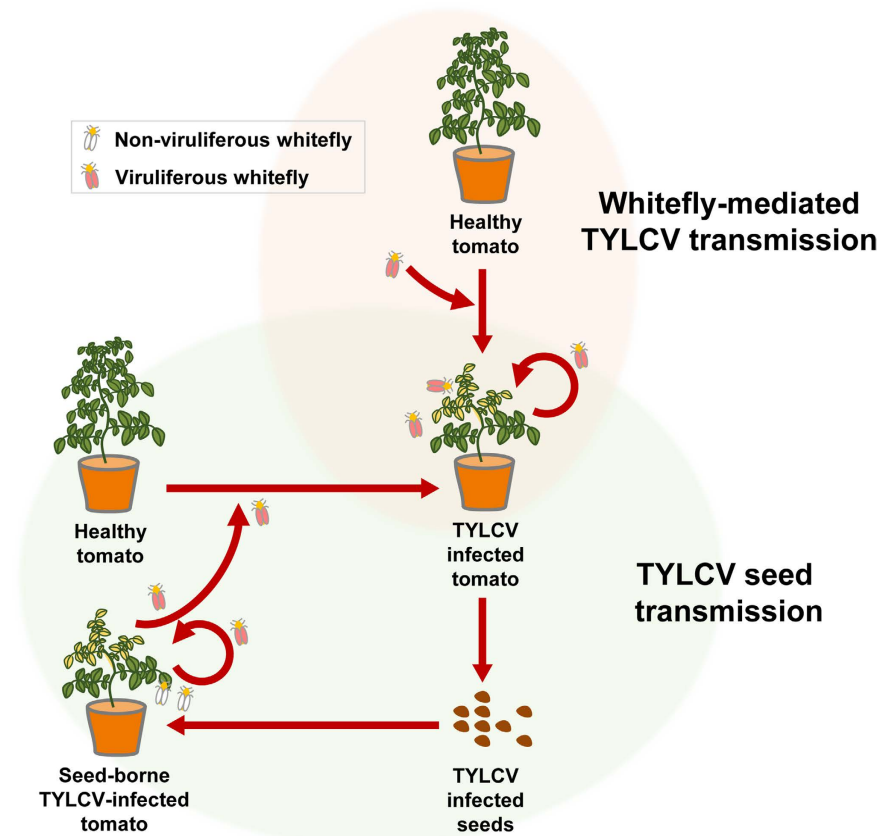 Non-viruliferous whitefly
Viruliferous whitefly
Healthy
tomato
Whitefly-mediated
TYLCV transmission
Healthy
tomato
TYLCV
infected
tomato
TYLCV seed
transmission
Seed-borne
TYLCV-infected
tomato
TYLCV
infected
seeds